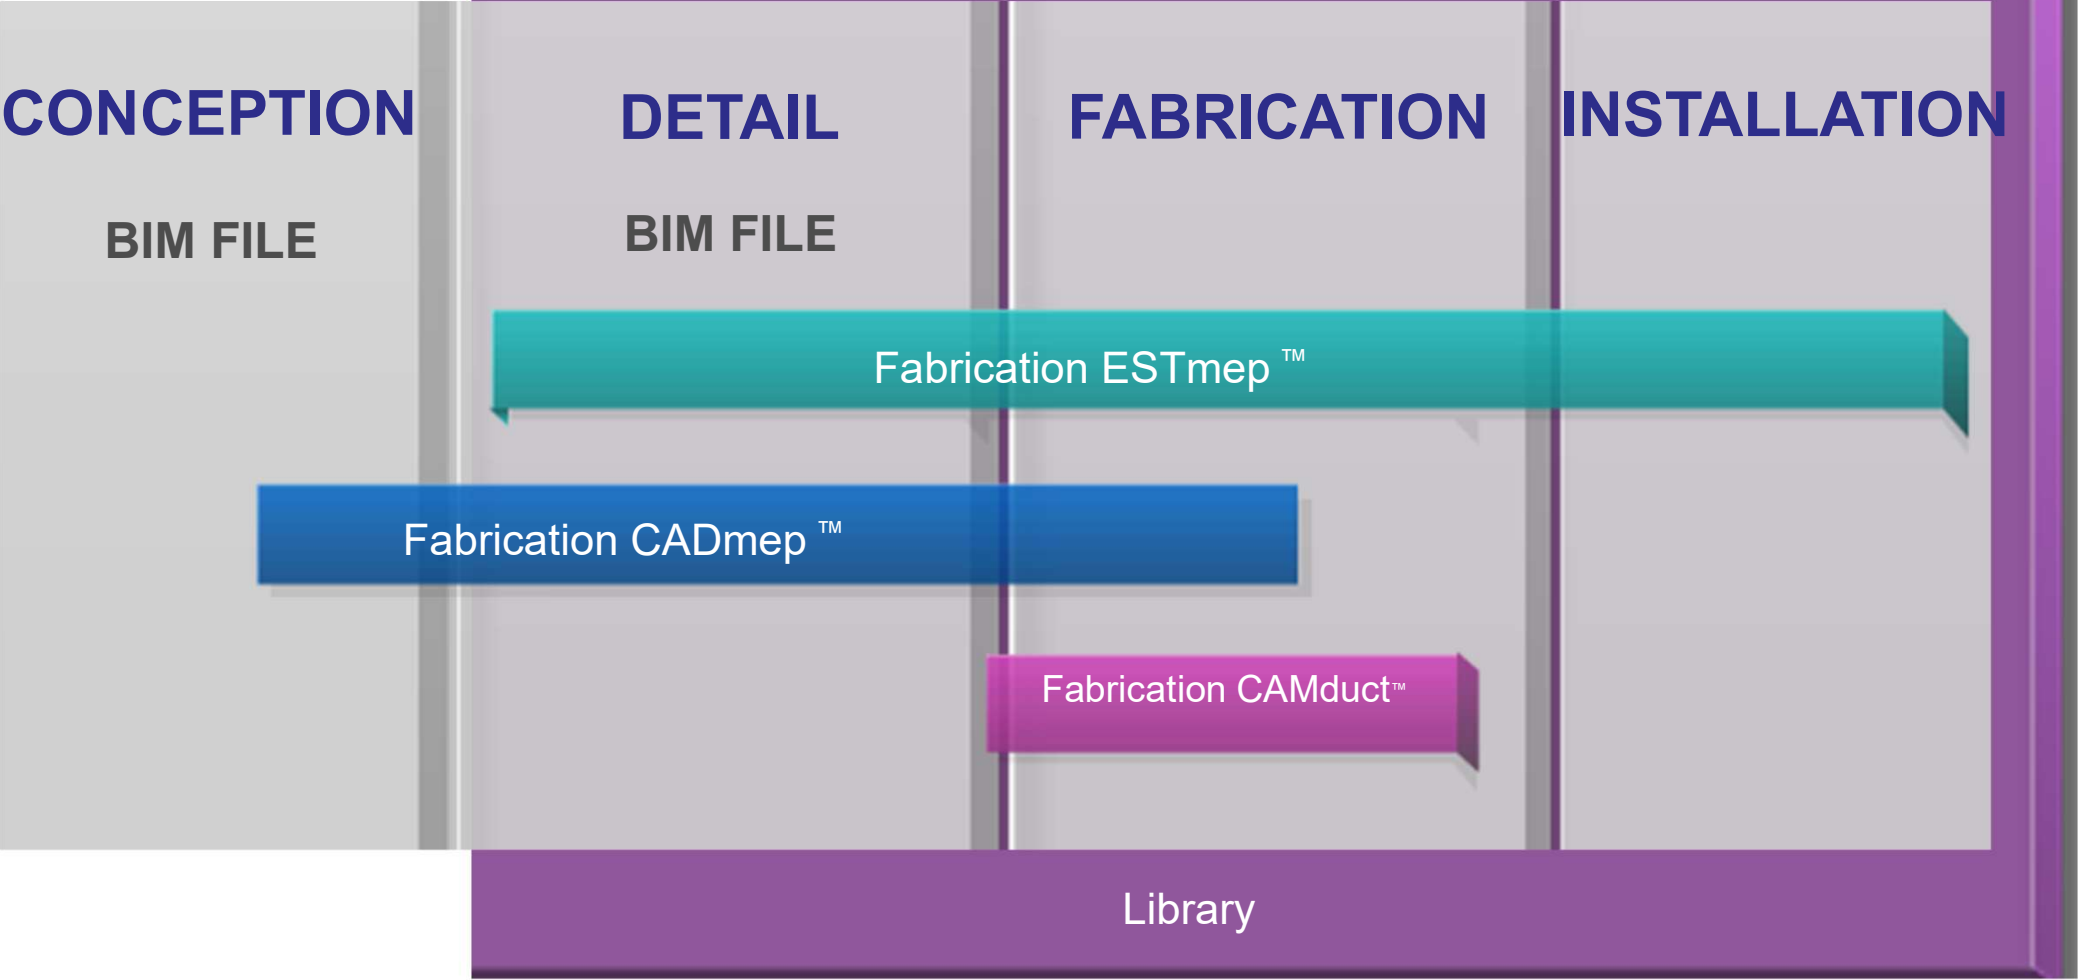 CONCEPTION
DETAIL
FABRICATION
INSTALLATION
BIM FILE
BIM FILE
Fabrication ESTmep ™
Fabrication CADmep ™
Fabrication CAMduct™
Library